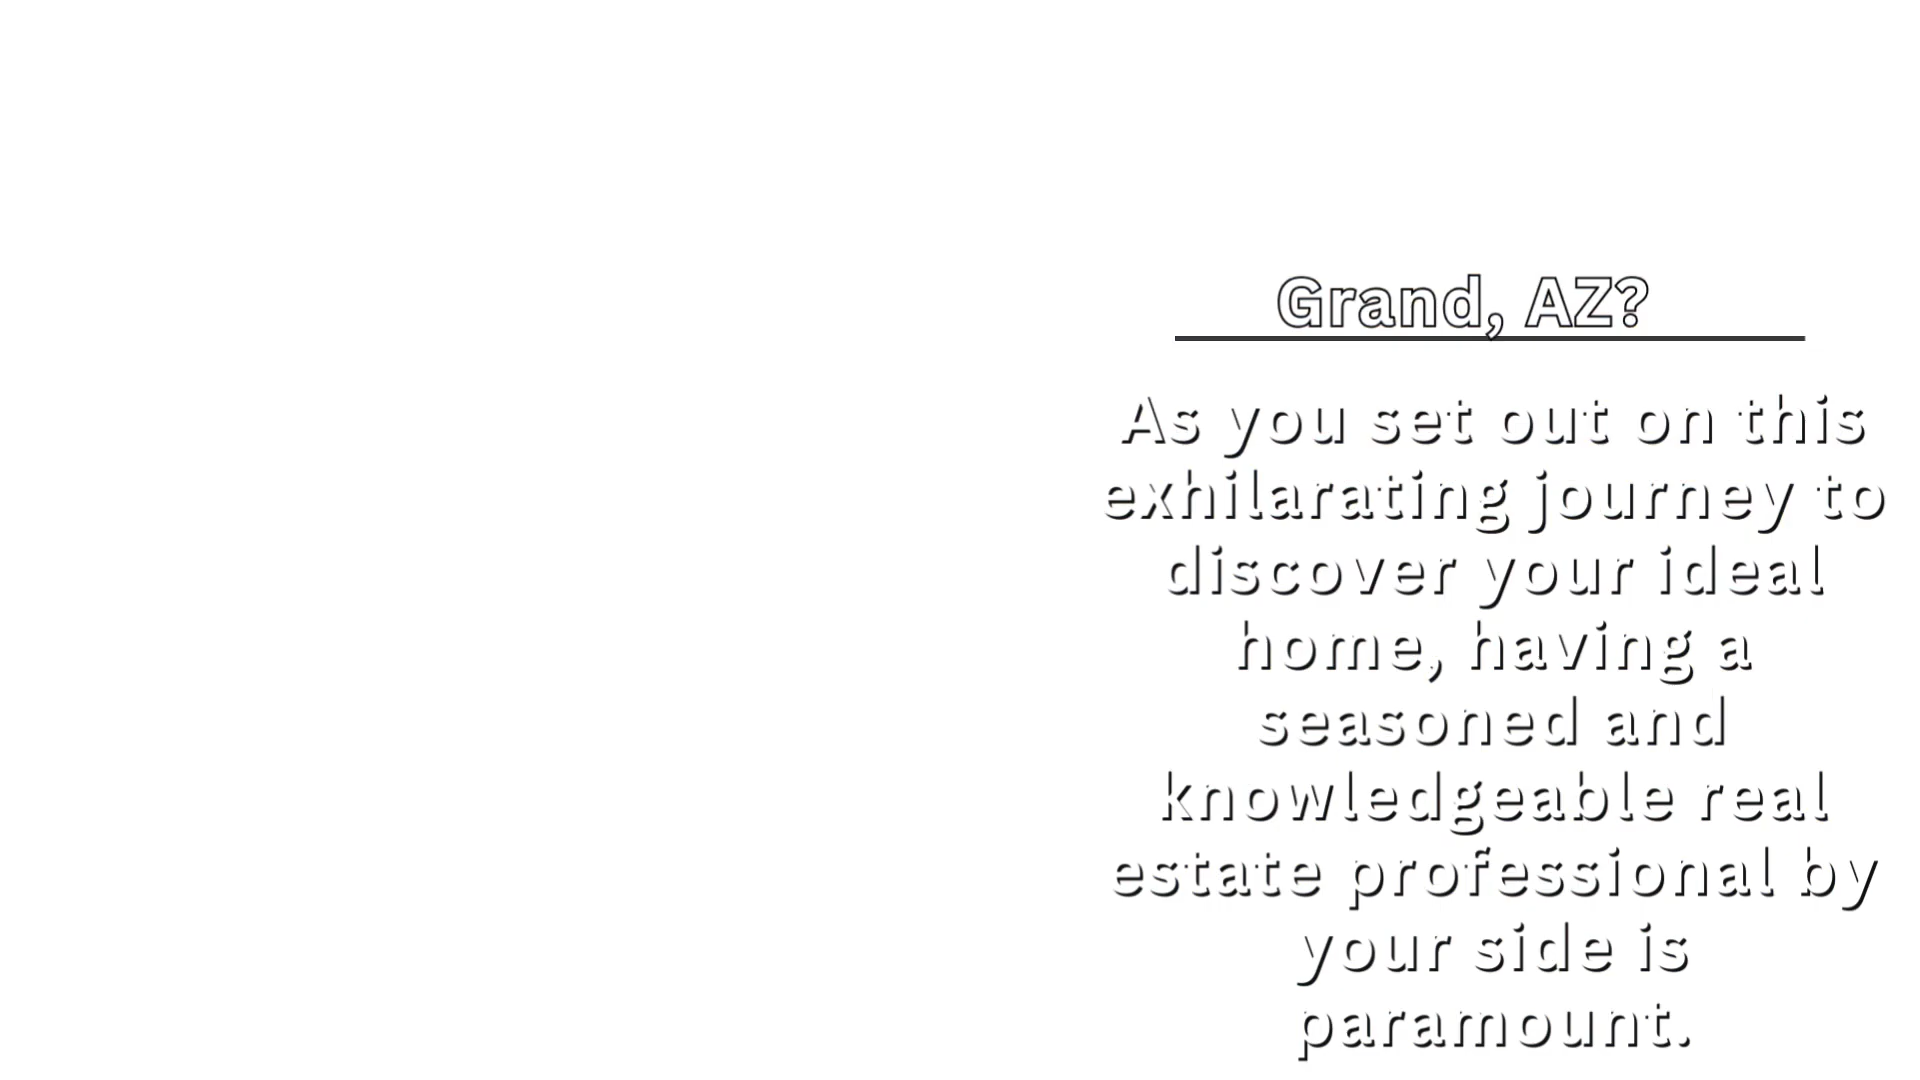 Grand, AZ?
As you set out on this
exhilarating journey to
discover your ideal
home, having a
seasoned and
knowledgeable real
estate professional by
your side is
paramount.